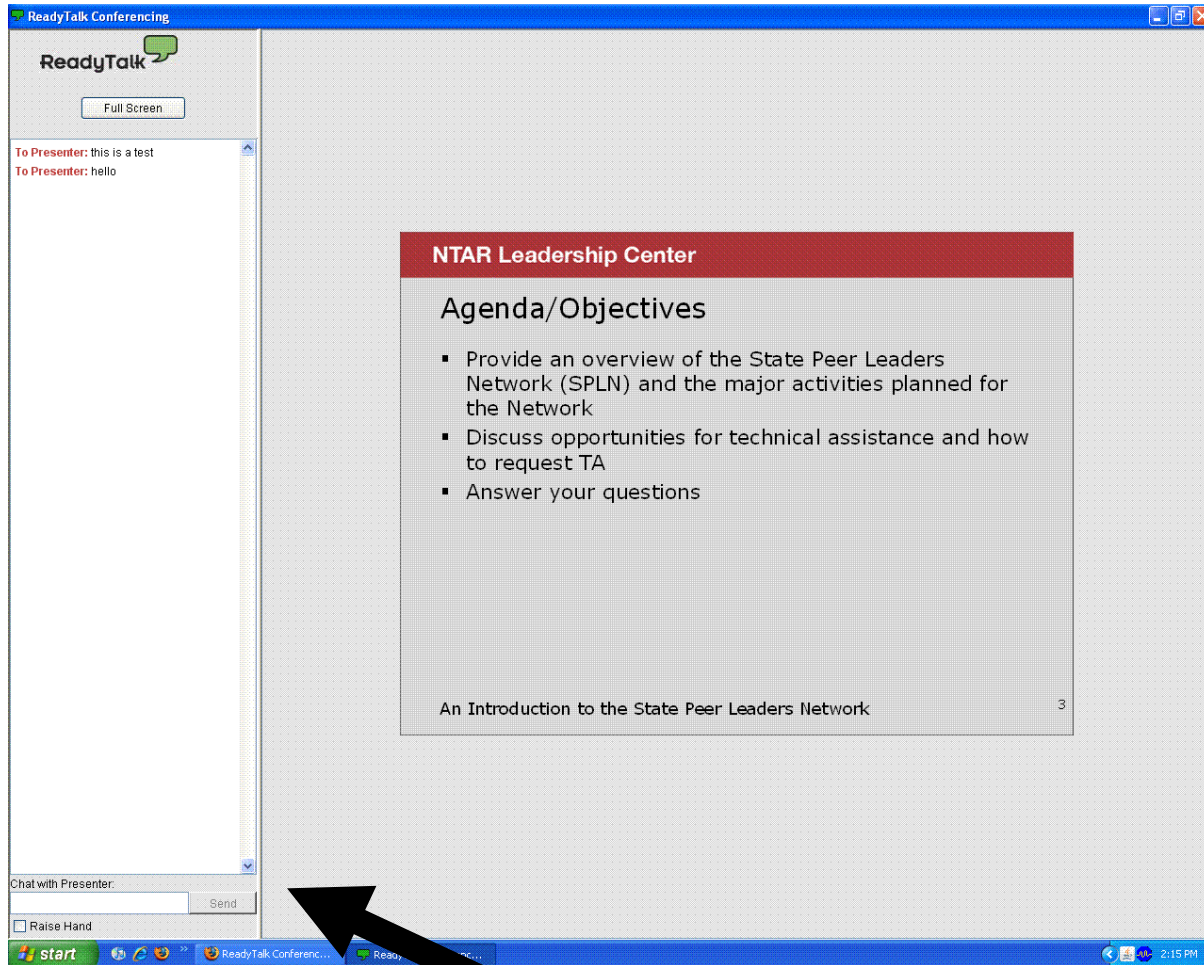 ReadyTalk Conferencing
ReadyTalk
Full Screen
To Presenter: this is a test
To Presenter: hello
NTAR Leadership Center
Agenda/Objectives
▪ Provide an overview of the State Peer Leaders
Network (SPLN) and the major activities planned for
the Network
▪ Discuss opportunities for technical assistance and how
to request TA
▪ Answer your questions
An Introduction to the State Peer Leaders Network
3
Chat with Presenter:
Send
Raise Hand
start
ReadyTalk Conferenc...
2:15 PM